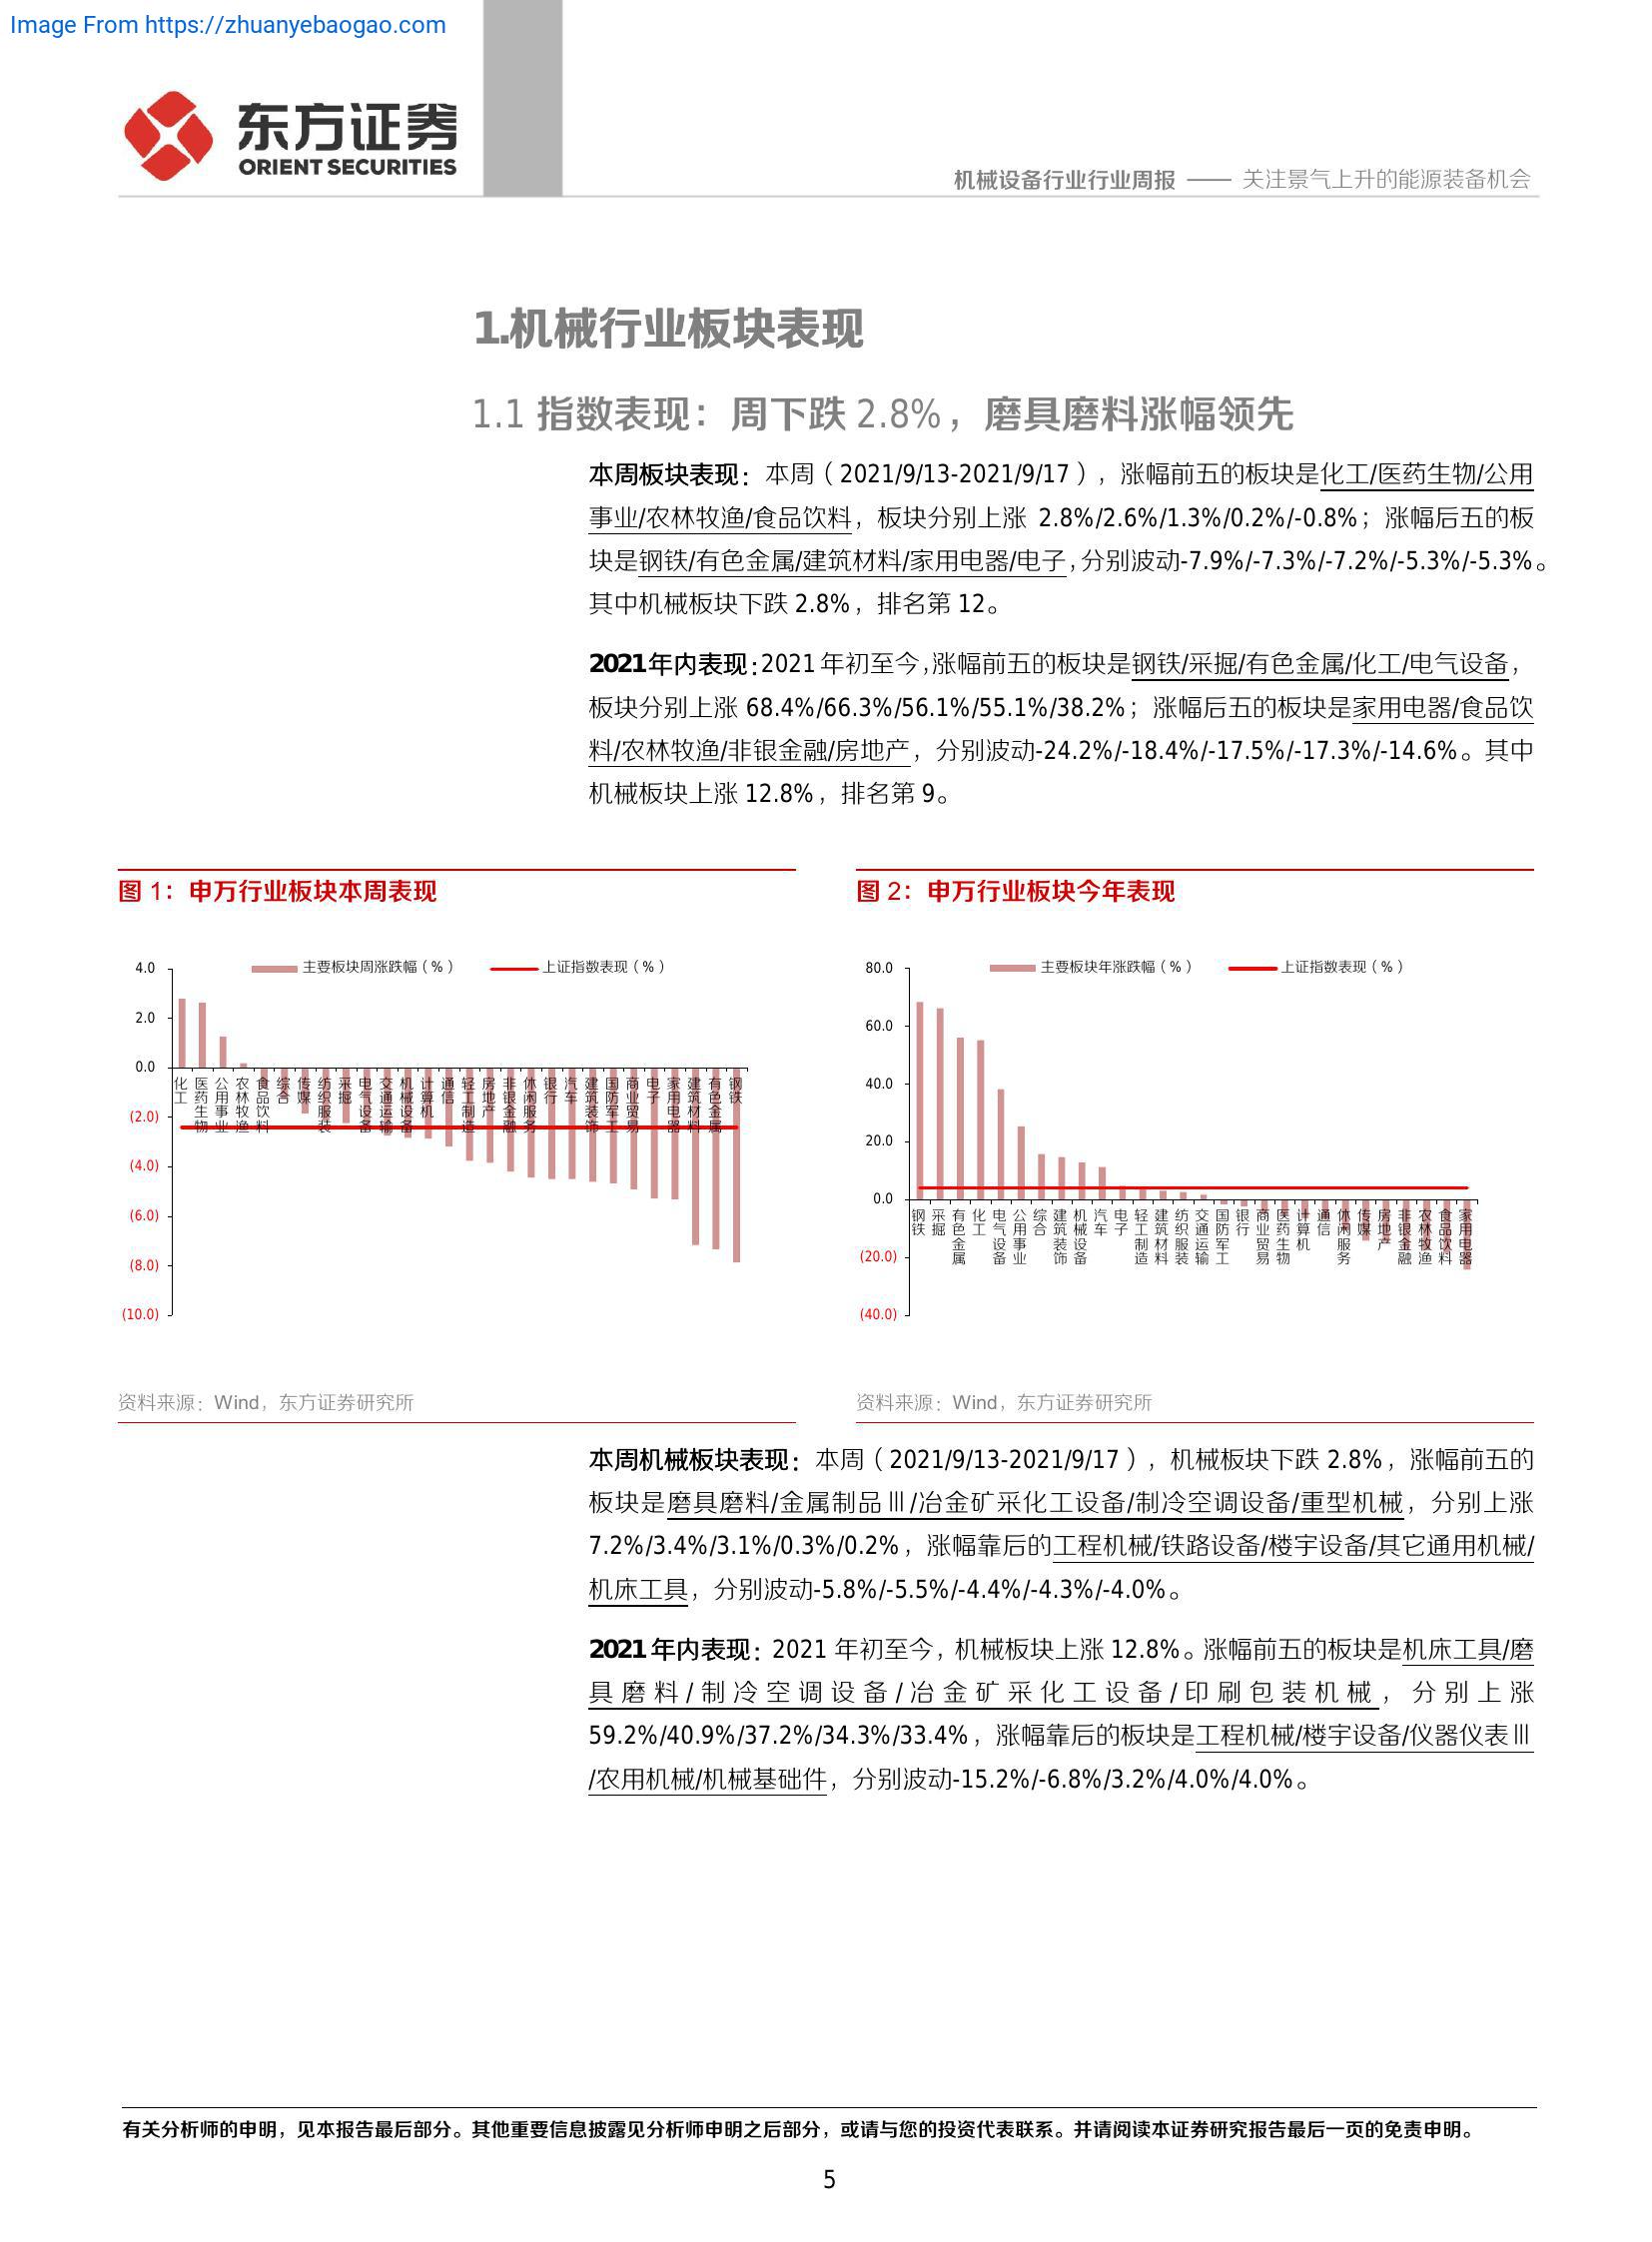 Image From https://zhuanyebaogao.com
东方证券
ORIENT SECURITIES
机械设备行业行业周报 —— 关注景气上升的能源装备机会
1.机械行业板块表现
1.1 指数表现：周下跌 2.8%，磨具磨料涨幅领先
本周板块表现：本周（2021/9/13-2021/9/17），涨幅前五的板块是化工/医药生物/公用
事业/农林牧渔/食品饮料，板块分别上涨 2.8%/2.6%/1.3%/0.2%/-0.8%；涨幅后五的板
块是钢铁/有色金属/建筑材料/家用电器/电子，分别波动-7.9%/-7.3%/-7.2%/-5.3%/-5.3%。
其中机械板块下跌 2.8%，排名第 12。
2021年内表现：2021年初至今，涨幅前五的板块是钢铁/采掘/有色金属/化工/电气设备，
板块分别上涨 68.4%/66.3%/56.1%/55.1%/38.2%；涨幅后五的板块是家用电器/食品饮
料/农林牧渔/非银金融/房地产，分别波动-24.2%/-18.4%/-17.5%/-17.3%/-14.6%。其中
机械板块上涨 12.8%，排名第 9。
图 1：申万行业板块本周表现
主要板块周涨跌幅（%）
上证指数表现（%）
4.0
2.0
0.0
(2.0)
(4.0)
(6.0)
(8.0)
(10.0)
化工
医药生物
公用事业
农林牧渔
食品饮料
综合
传媒
纺织服装
采掘
电气设备
交通运输
机械设备
计算机
通信
轻工制造
房地产
非银金融
休闲服务
银行
汽车
建筑装饰
国防军工
商业贸易
电子
家用电器
建筑材料
有色金属
钢铁
资料来源：Wind，东方证券研究所
图 2：申万行业板块今年表现
主要板块年涨跌幅（%）
上证指数表现（%）
80.0
60.0
40.0
20.0
0.0
(20.0)
(40.0)
钢铁
采掘
有色金属
化工
电气设备
公用事业
综合
建筑装饰
机械设备
汽车
电子
轻工制造
建筑材料
纺织服装
交通运输
国防军工
银行
商业贸易
医药生物
计算机
通信
休闲服务
传媒
房地产
非银金融
农林牧渔
食品饮料
家用电器
资料来源：Wind，东方证券研究所
本周机械板块表现：本周（2021/9/13-2021/9/17），机械板块下跌 2.8%，涨幅前五的
板块是磨具磨料/金属制品Ⅲ/冶金矿采化工设备/制冷空调设备/重型机械，分别上涨
7.2%/3.4%/3.1%/0.3%/0.2%，涨幅靠后的工程机械/铁路设备/楼宇设备/其它通用机械/
机床工具，分别波动-5.8%/-5.5%/-4.4%/-4.3%/-4.0%。
2021年内表现：2021 年初至今，机械板块上涨 12.8%。涨幅前五的板块是机床工具/磨
具磨料/制冷空调设备/冶金矿采化工设备/印刷包装机械，分别上涨
59.2%/40.9%/37.2%/34.3%/33.4%，涨幅靠后的板块是工程机械/楼宇设备/仪器仪表Ⅲ
/农用机械/机械基础件，分别波动-15.2%/-6.8%/3.2%/4.0%/4.0%。
有关分析师的申明，见本报告最后部分。其他重要信息披露见分析师申明之后部分，或请与您的投资代表联系。并请阅读本证券研究报告最后一页的免责申明。
5